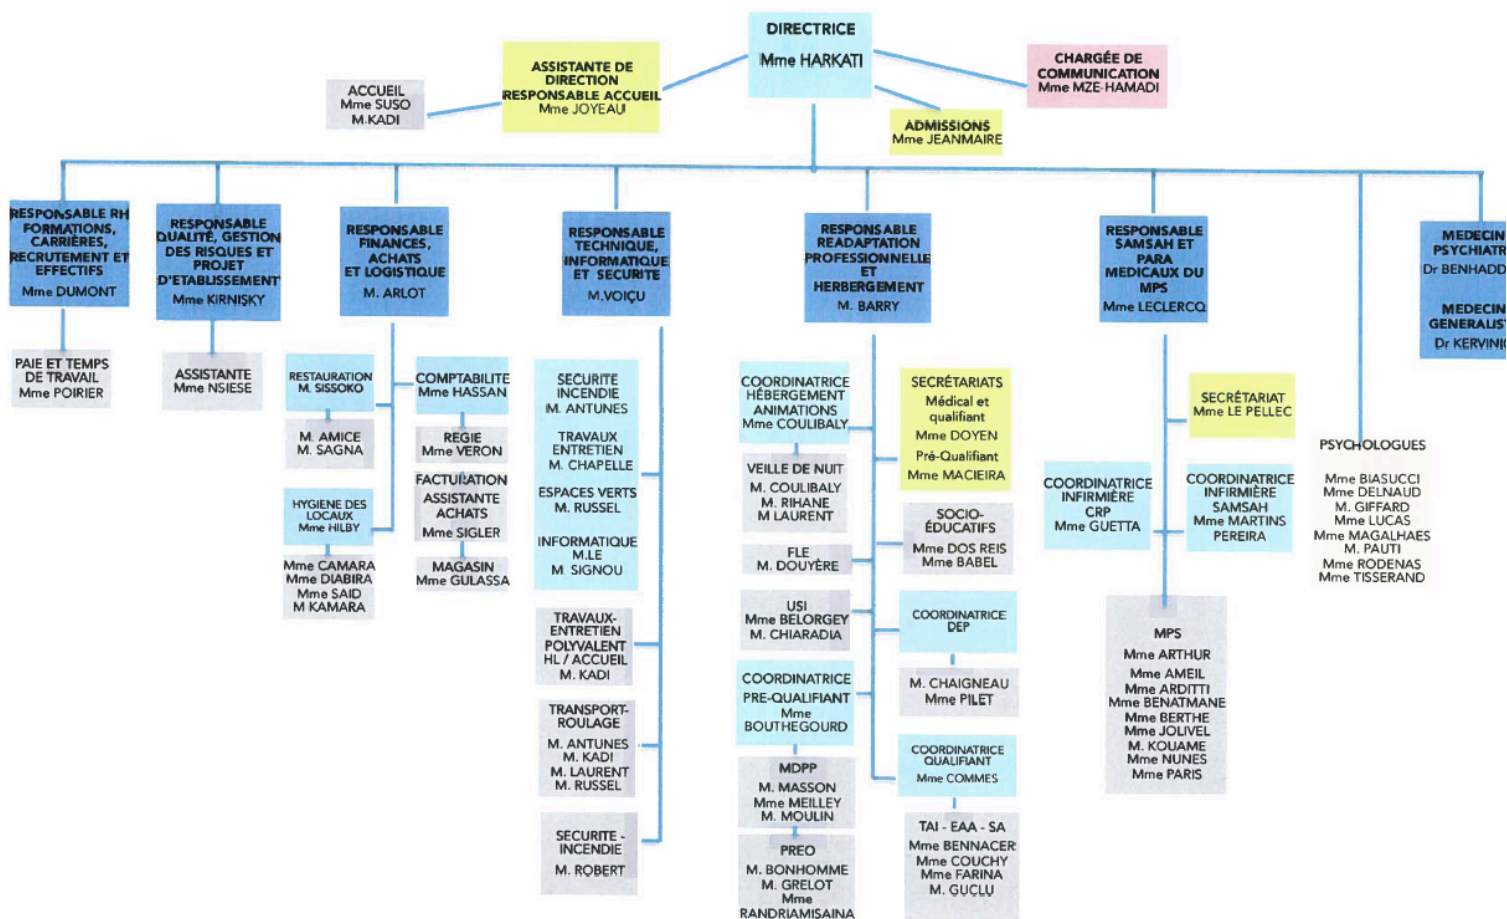 DIRECTRICE
Mme HARKATI
ASSISTANTE DE
DIRECTION
RESPONSABLE ACCUEIL
Mme JOYEAUI
ACCUEIL
Mme SUSO
M.KADI
CHARGÉE DE
COMMUNICATION
Mme MZE-HAMADI
ADMISSIONS
Mme JEANMAIRE
RESPONSABLE RH
FORMATIONS,
CARRIÈRES,
RECRUTEMENT ET
EFFECTIFS
Mme DUMONT
PAIE ET TEMPS
DE TRAVAIL
Mme POIRIER
RESPONSABLE
QUALITÉ, GESTION
DES RISQUES ET
PROJET
D'ETABLISSEMENT
Mme KIRNISKY
ASSISTANTE
Mme NSIESE
RESPONSABLE
FINANCES,
ACHATS
ET LOGISTIQUE
M. ARLOT
RESTAURATION
M. SISSOKO
M. AMICE
M. SAGNA
HYGIENE DES
LOCAUX
Mme HILBY
Mme CAMARA
Mme DIABIRA
Mme SAID
M KAMARA
COMPTABILITE
Mme HASSAN
REGIE
Mme VERON
FACTURATION
ASSISTANTE
ACHATS
Mme SIGLER
MAGASIN
Mme GULASSA
RESPONSABLE
TECHNIQUE,
INFORMATIQUE
ET SECURITE
M.VOIÇU
SECURITE
INCENDIE
M. ANTUNES
TRAVAUX
ENTRETIEN
M. CHAPELLE
ESPACES VERTS
M. RUSSEL
INFORMATIQUE
M.LE
M. SIGNOU
TRAVAUX-
ENTRETIEN
POLYVALENT
HL / ACCUEIL
M. KADI
TRANSPORT-
ROULAGE
M. ANTUNES
M. KADI
M. LAURENT
M. RUSSEL
SECURITE -
INCENDIE
M. ROBERT
RESPONSABLE
READAPTATION
PROFESSIONNELLE
ET
HERBERGEMENT
M. BARRY
COORDINATRICE
HÉBERGEMENT
ANIMATIONS
Mme COULIBALY
VEILLE DE NUIT
M. COULIBALY
M. RIHANE
M LAURENT
FLE
M. DOUYÈRE
USI
Mme BELORGEY
M. CHIARADIA
COORDINATRICE
PRE-QUALIFIANT
Mme
BOUTHEGOURD
MDPP
M. MASSON
Mme MEILLEY
M. MOULIN
PREO
M. BONHOMME
M. GRELOT
Mme
RANDRIAMISAINA
SECRÉTARIATS
Médical et
qualifiant
Mme DOYEN
Pré-Qualifiant
Mme MACIEIRA
SOCIO-
ÉDUCATIFS
Mme DOS REIS
Mme BABEL
COORDINATRICE
DEP
M. CHAIGNEAU
Mme PILET
COORDINATRICE
QUALIFIANT
Mme COMMES
TAI - EAA - SA
Mme BENNACER
Mme COUCHY
Mme FARINA
M. GUÇLU
RESPONSABLE
SAMSAH ET
PARA
MEDICAUX DU
MPS
Mme LECLERCQ
SECRÉTARIAT
Mme LE PELLEC
COORDINATRICE
INFIRMIÈRE
CRP
Mme GUETTA
COORDINATRICE
INFIRMIÈRE
SAMSAH
Mme MARTINS
PEREIRA
MPS
Mme ARTHUR
Mme AMEIL
Mme ARDITTI
Mme BENATMANE
Mme BERTHE
Mme JOLIVEL
M. KOUAME
Mme NUNES
Mme PARIS
PSYCHOLOGUES
Mme BIASUCCI
Mme DELNAUD
M. GIFFARD
Mme LUCAS
Mme MAGALHAES
M. PAUTI
Mme RODENAS
Mme TISSERAND
MEDECIN
PSYCHIATR
Dr BENHADD
MEDECIN
GENERALIST
Dr KERVINIO